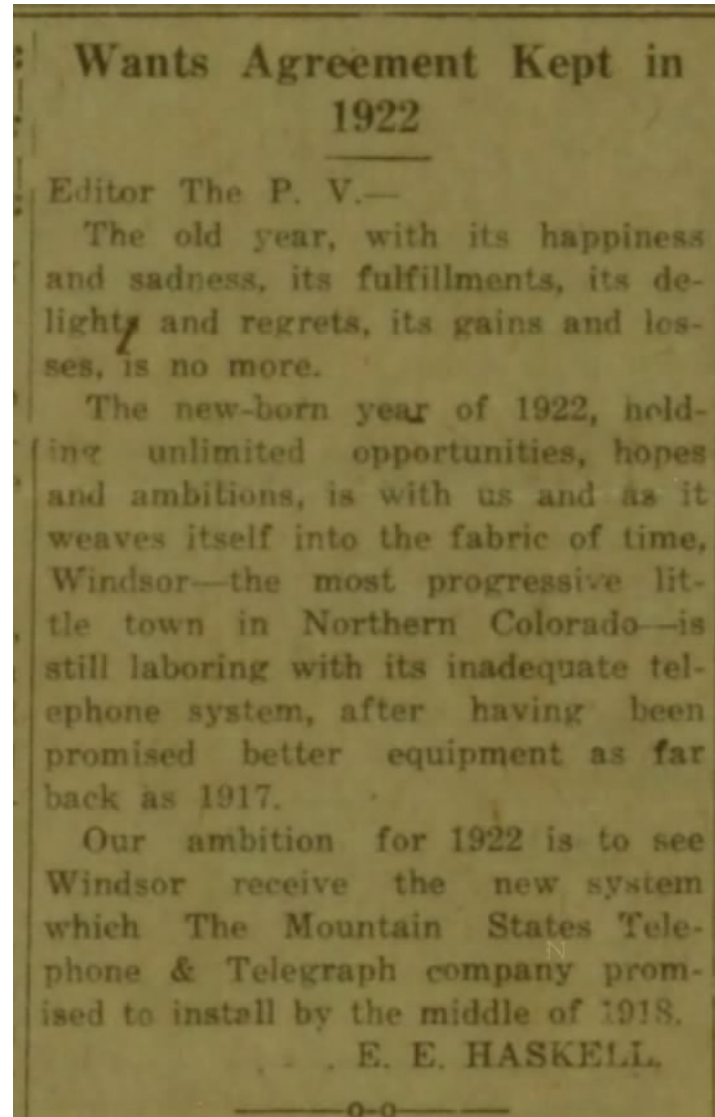 Wants Agreement Kept in
1922
Editor The P. V.—
The old year, with its happiness
and sadness, its fulfillments, its de-
lights and regrets, its gains and los-
ses, is no more.
The new-born year of 1922, hold-
ing unlimited opportunities, hopes
and ambitions, is with us and as it
weaves itself into the fabric of time,
Windsor—the most progressive lit-
tle town in Northern Colorado—is
still laboring with its inadequate tel-
ephone system, after having been
promised better equipment as far
back as 1917.
Our ambition for 1922 is to see
Windsor receive the new system
which The Mountain States Tele-
phone & Telegraph company prom-
ised to install by the middle of 1918.
E. E. HASKELL.